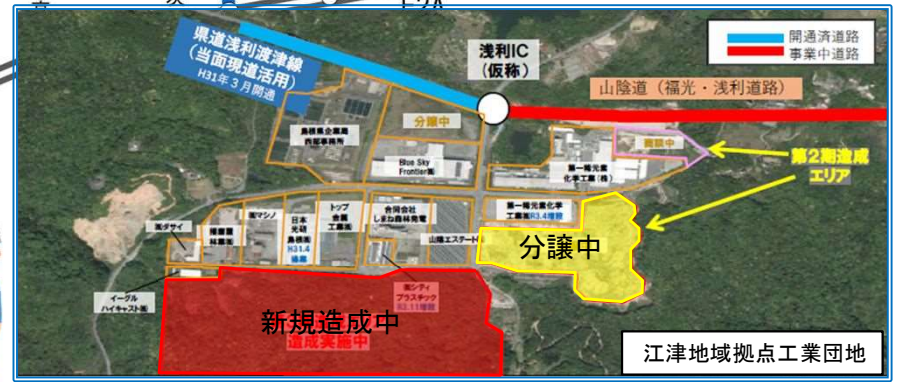 県道浅利渡津線
（当面現道活用）
H31年３月開通
浅利IC
（仮称）
開通済道路
事業中道路
山陰道（福光・浅利道路）
島根県企業局
西部事務所
分譲中
Blue Sky
Frontier㈱
第一稀元素
化学工業(株)
商談中
第２期造成
エリア
㈱ダサイ
㈱マシノ
日本
光研
島根㈱
H31.4
操業
トップ
金属
工業㈱
合同会社
しまね森林発電
山陽エステート㈱
第一稀元素化学
工業㈱R3.4増設
分譲中
イーグル
ハイキャスト㈱
㈱シティ
プラスチック
R3.11増設
新規造成中
造成実施中
江津地域拠点工業団地